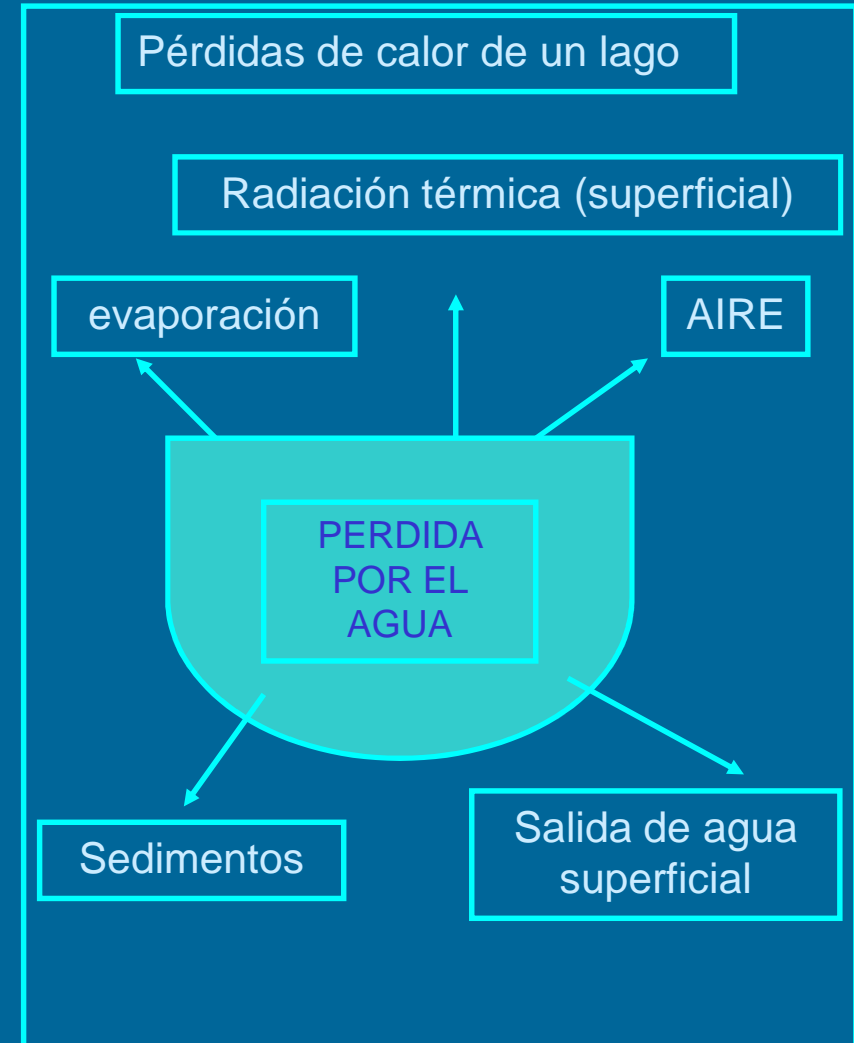 Pérdidas de calor de un lago
Radiación térmica (superficial)
evaporación
AIRE
PERDIDA
POR EL
AGUA
Sedimentos
Salida de agua
superficial